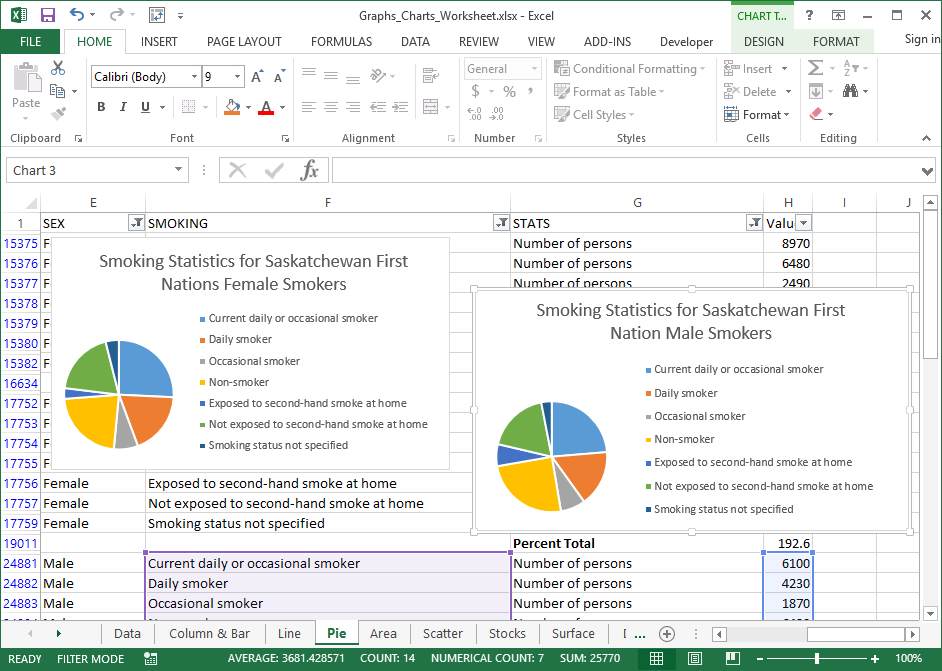 Graphs_Charts_Worksheet.xlsx - Excel
CHART T...
?
FILE HOME INSERT PAGE LAYOUT FORMULAS DATA REVIEW VIEW ADD-INS Developer DESIGN FORMAT Sign in
Calibri (Body) 9 A A General Conditional Formatting Insert Σ
Paste B I U A $ % , Format as Table Delete
Cell Styles Format
Clipboard Font Alignment Number Styles Cells Editing
Chart 3 fx
E F G H I J
1 SEX SMOKING STATS Valu
15375 F Number of persons 8970
15376 F Number of persons 6480
15377 F Number of persons 2490
15378 F
15379 F
15380 F
15382 F
16634
17752 F
17753 F
17754 F
17755 F
Smoking Statistics for Saskatchewan First
Nations Female Smokers
Current daily or occasional smoker
Daily smoker
Occasional smoker
Non-smoker
Exposed to second-hand smoke at home
Not exposed to second-hand smoke at home
Smoking status not specified
Smoking Statistics for Saskatchewan First
Nation Male Smokers
Current daily or occasional smoker
Daily smoker
Occasional smoker
Non-smoker
Exposed to second-hand smoke at home
Not exposed to second-hand smoke at home
Smoking status not specified
17756 Female Exposed to second-hand smoke at home
17757 Female Not exposed to second-hand smoke at home
17759 Female Smoking status not specified
19011 Percent Total 192.6
24881 Male Current daily or occasional smoker Number of persons 6100
24882 Male Daily smoker Number of persons 4230
24883 Male Occasional smoker Number of persons 1870
Data Column & Bar Line Pie Area Scatter Stocks Surface ...
READY FILTER MODE AVERAGE: 3681.428571 COUNT: 14 NUMERICAL COUNT: 7 SUM: 25770 100%